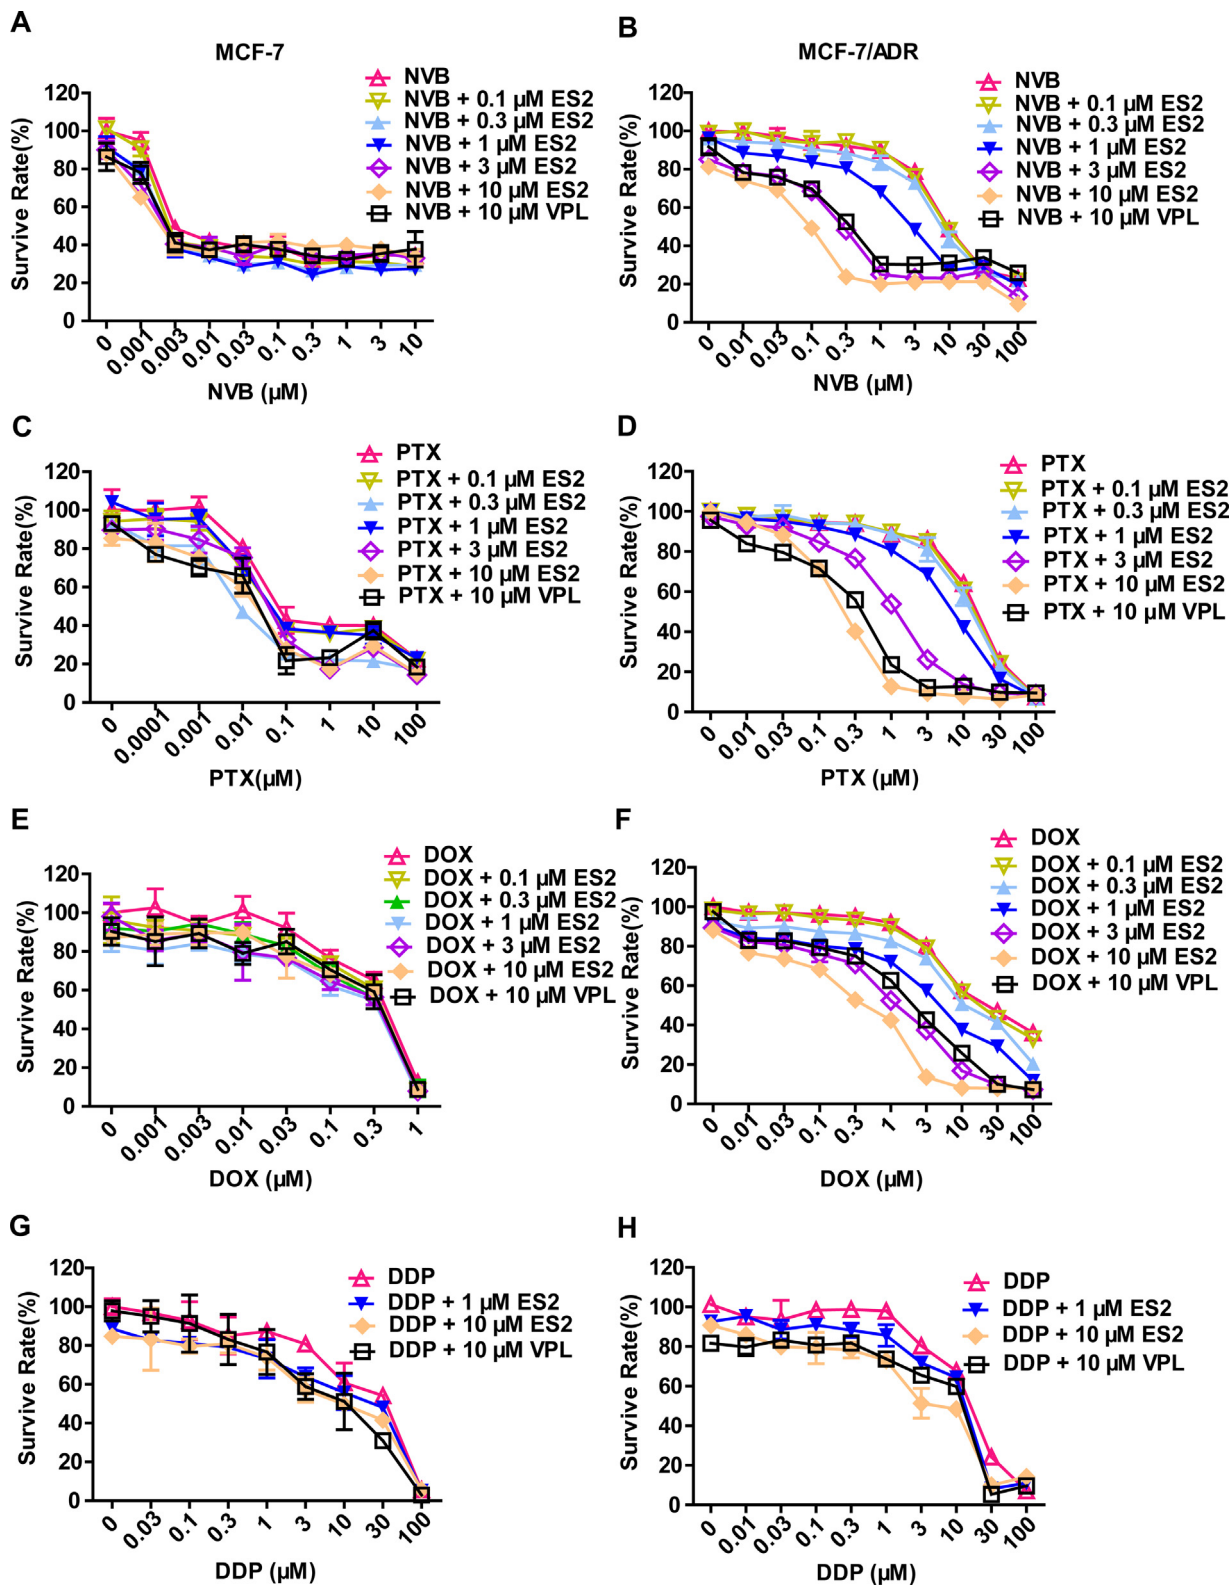 A
MCF-7
NVB
NVB + 0.1 µM ES2
NVB + 0.3 µM ES2
NVB + 1 µM ES2
NVB + 3 µM ES2
NVB + 10 µM ES2
NVB + 10 µM VPL
Survive Rate(%)
120
100
80
60
40
20
0
0 0.001 0.003 0.01 0.03 0.1 0.3 1 3 10
NVB (µM)
B
MCF-7/ADR
NVB
NVB + 0.1 µM ES2
NVB + 0.3 µM ES2
NVB + 1 µM ES2
NVB + 3 µM ES2
NVB + 10 µM ES2
NVB + 10 µM VPL
Survive Rate(%)
120
100
80
60
40
20
0
0 0.01 0.03 0.1 0.3 1 3 10 30 100
NVB (µM)
C
PTX
PTX + 0.1 µM ES2
PTX + 0.3 µM ES2
PTX + 1 µM ES2
PTX + 3 µM ES2
PTX + 10 µM ES2
PTX + 10 µM VPL
Survive Rate(%)
120
100
80
60
40
20
0
0 0.0001 0.001 0.01 0.1 1 10 100
PTX(µM)
D
PTX
PTX + 0.1 µM ES2
PTX + 0.3 µM ES2
PTX + 1 µM ES2
PTX + 3 µM ES2
PTX + 10 µM ES2
PTX + 10 µM VPL
Survive Rate(%)
120
100
80
60
40
20
0
0 0.01 0.03 0.1 0.3 1 3 10 30 100
PTX (µM)
E
DOX
DOX + 0.1 µM ES2
DOX + 0.3 µM ES2
DOX + 1 µM ES2
DOX + 3 µM ES2
DOX + 10 µM ES2
DOX + 10 µM VPL
Survive Rate(%)
120
100
80
60
40
20
0
0 0.001 0.003 0.01 0.03 0.1 0.3 1
DOX (µM)
F
DOX
DOX + 0.1 µM ES2
DOX + 0.3 µM ES2
DOX + 1 µM ES2
DOX + 3 µM ES2
DOX + 10 µM ES2
DOX + 10 µM VPL
Survive Rate(%)
120
100
80
60
40
20
0
0 0.01 0.03 0.1 0.3 1 3 10 30 100
DOX (µM)
G
DDP
DDP + 1 µM ES2
DDP + 10 µM ES2
DDP + 10 µM VPL
Survive Rate(%)
120
100
80
60
40
20
0
0 0.03 0.1 0.3 1 3 10 30 100
DDP (µM)
H
DDP
DDP + 1 µM ES2
DDP + 10 µM ES2
DDP + 10 µM VPL
Survive Rate(%)
120
100
80
60
40
20
0
0 0.01 0.03 0.1 0.3 1 3 10 30 100
DDP (µM)